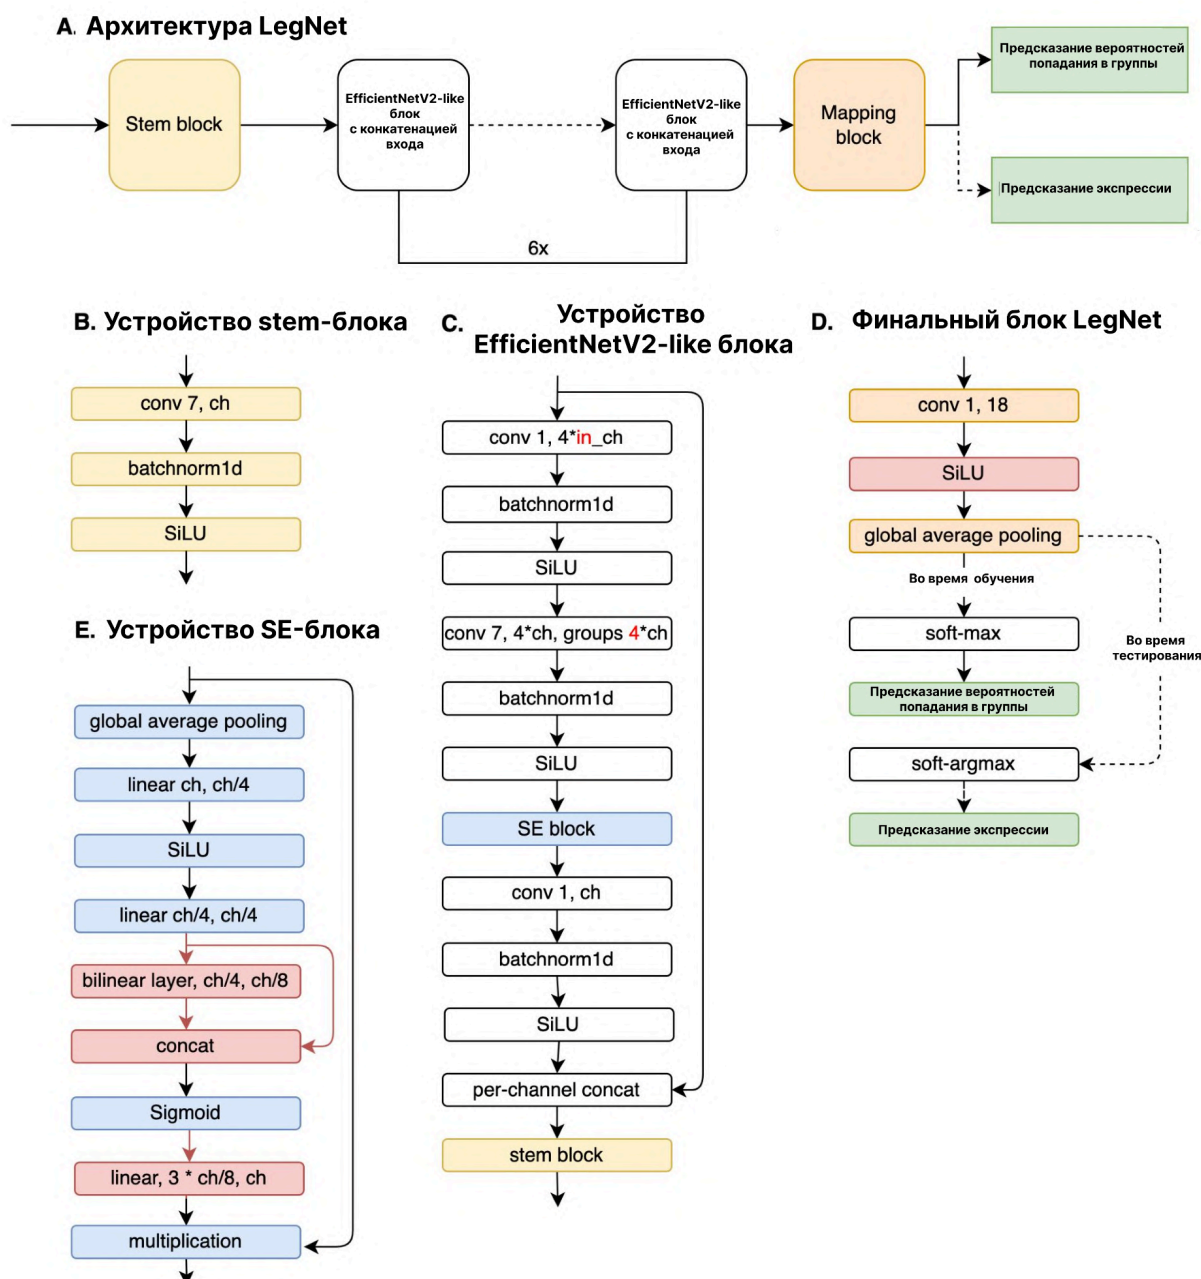 A. Архитектура LegNet
Stem block
EfficientNetV2-like
блок
с конкатенацией
входа
EfficientNetV2-like
блок
с конкатенацией
входа
Mapping
block
Предсказание вероятностей
попадания в группы
Предсказание экспрессии
6x
B. Устройство stem-блока
conv 7, ch
batchnorm1d
SiLU
C. Устройство
EfficientNetV2-like блока
conv 1, 4*in_ch
batchnorm1d
SiLU
conv 7, 4*ch, groups 4*ch
batchnorm1d
SiLU
SE block
conv 1, ch
batchnorm1d
SiLU
per-channel concat
stem block
D. Финальный блок LegNet
conv 1, 18
SiLU
global average pooling
Во время обучения
soft-max
Предсказание вероятностей
попадания в группы
Во время
тестирования
soft-argmax
Предсказание экспрессии
E. Устройство SE-блока
global average pooling
linear ch, ch/4
SiLU
linear ch/4, ch/4
bilinear layer, ch/4, ch/8
concat
Sigmoid
linear, 3 * ch/8, ch
multiplication